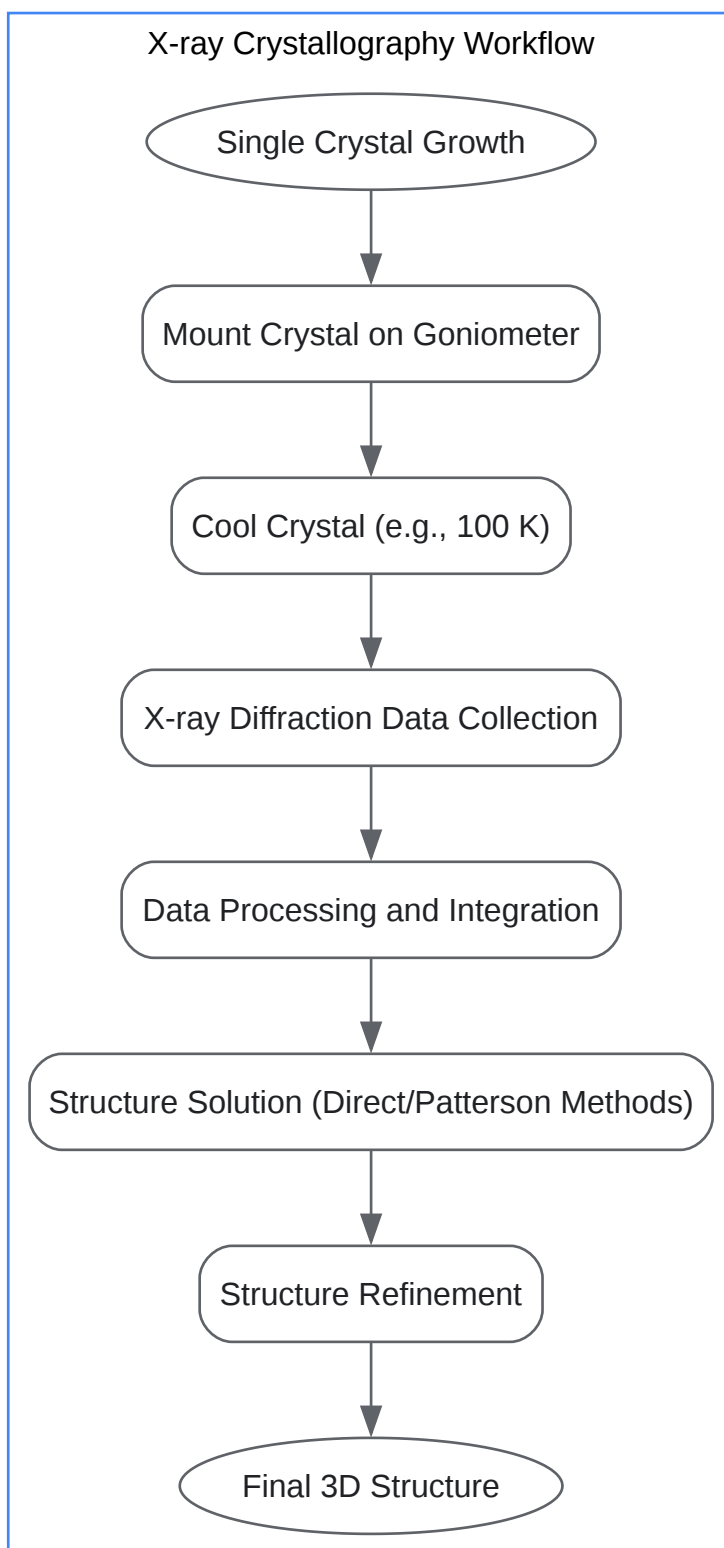 X-ray Crystallography Workflow
Single Crystal Growth
Mount Crystal on Goniometer
Cool Crystal (e.g., 100 K)
X-ray Diffraction Data Collection
Data Processing and Integration
Structure Solution (Direct/Patterson Methods)
Structure Refinement
Final 3D Structure